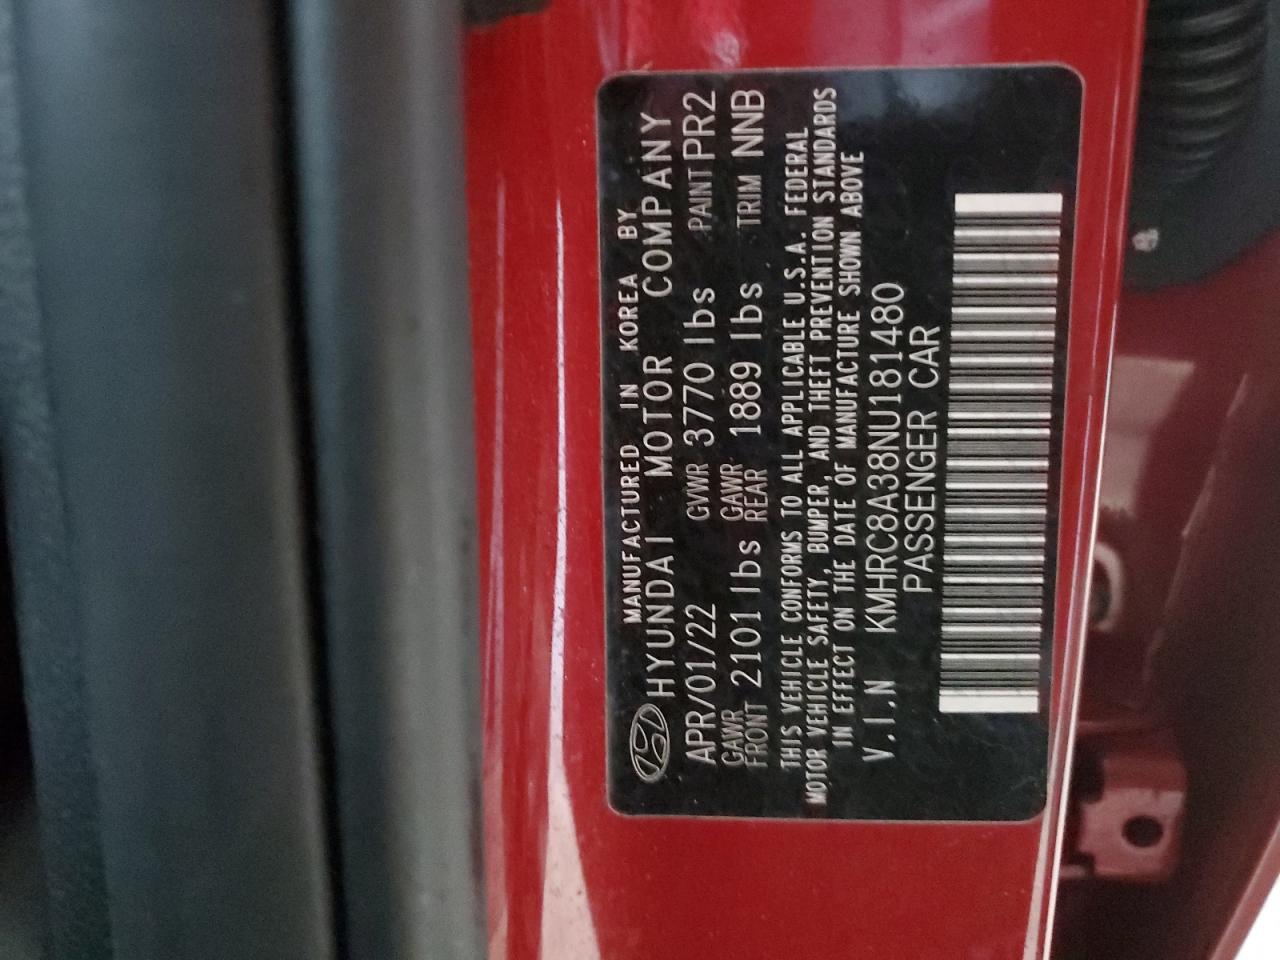 MANUFACTURED IN KOREA BY
HYUNDAI MOTOR COMPANY
APR/01/22 GVWR 3770 lbs PAINT PR2
GAWR FRONT 2101 lbs GAWR REAR 1889 lbs TRIM NNB
THIS VEHICLE CONFORMS TO ALL APPLICABLE U.S.A. FEDERAL
MOTOR VEHICLE SAFETY, BUMPER, AND THEFT PREVENTION STANDARDS
IN EFFECT ON THE DATE OF MANUFACTURE SHOWN ABOVE
V.I.N KMHRC8A38NU181480
PASSENGER CAR